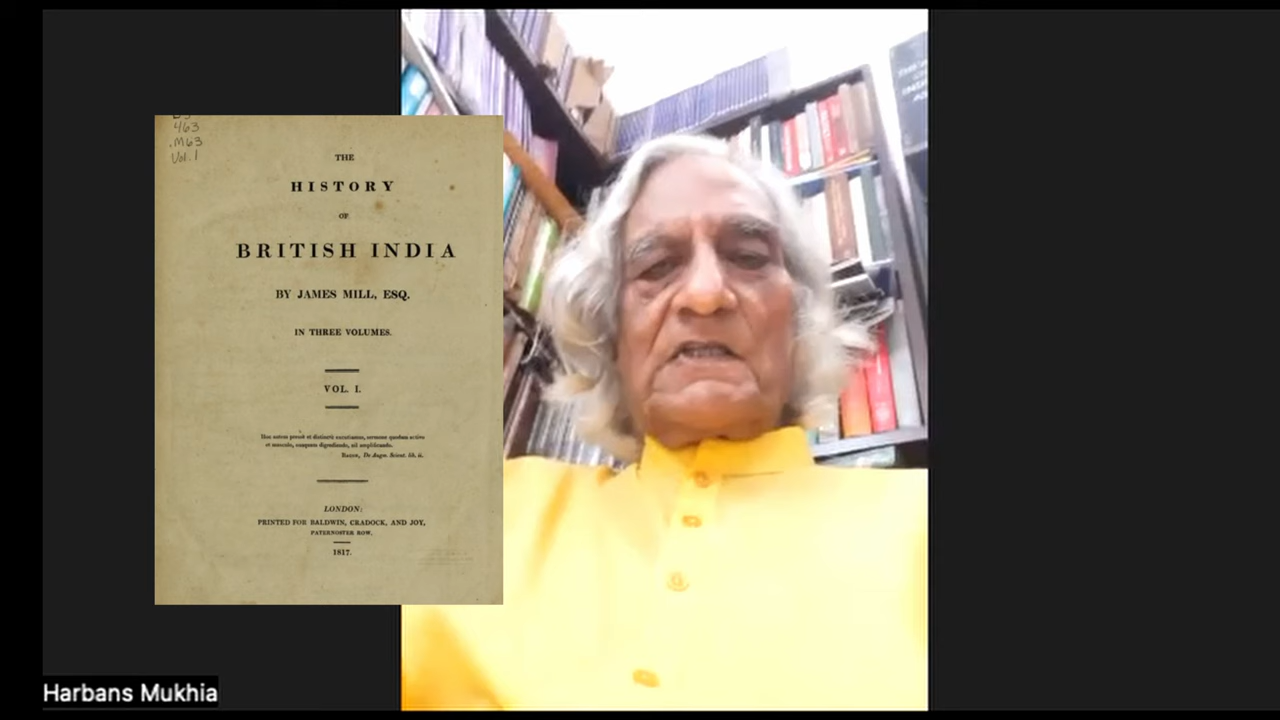 463
.M63
Vol. 1
THE
HISTORY
OF
BRITISH INDIA
BY JAMES MILL, ESQ.
IN THREE VOLUMES.
VOL. I.
Bacon, De Augm. Scient. lib. ii.
LONDON:
PRINTED FOR BALDWIN, CRADOCK, AND JOY,
PATERNOSTER ROW.
1817.
Harbans Mukhia